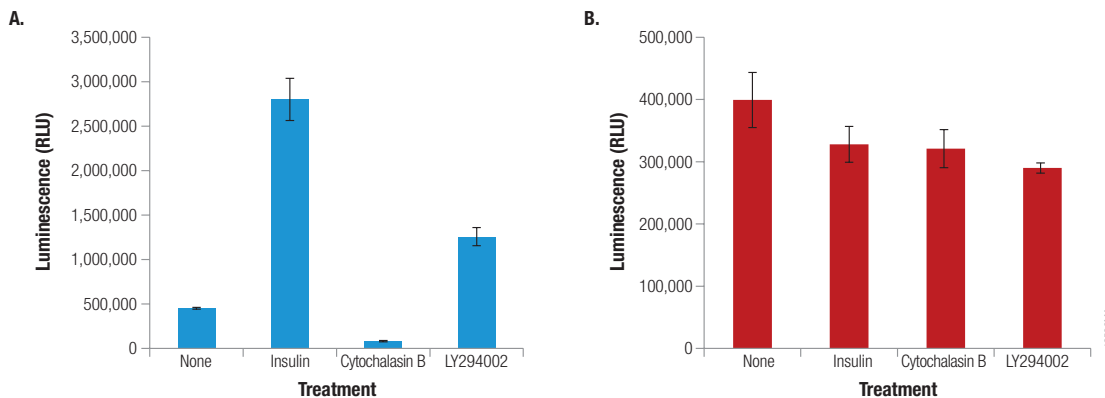 A.
Luminescence (RLU)
3,500,000
3,000,000
2,500,000
2,000,000
1,500,000
1,000,000
500,000
0
None Insulin Cytochalasin B LY294002
Treatment
B.
Luminescence (RLU)
500,000
400,000
300,000
200,000
100,000
0
None Insulin Cytochalasin B LY294002
Treatment